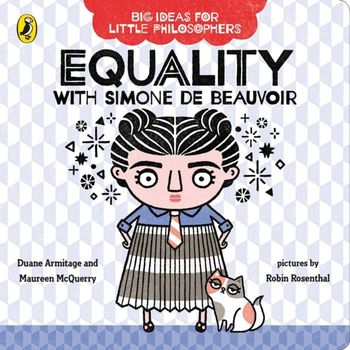 BIG IDEAS FOR
LITTLE PHILOSOPHERS
EQUALITY
WITH SIMONE DE BEAUVOIR
Duane Armitage and
Maureen McQuerry
pictures by
Robin Rosenthal